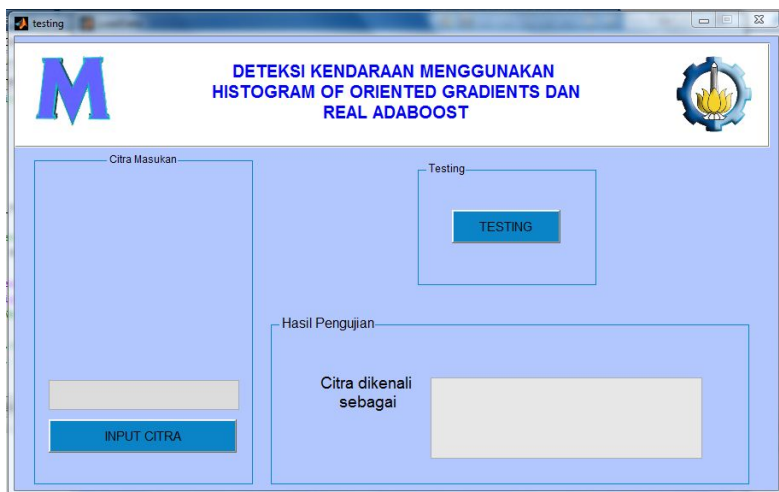 testing
M
DETEKSI KENDARAAN MENGGUNAKAN
HISTOGRAM OF ORIENTED GRADIENTS DAN
REAL ADABOOST
Citra Masukan
Testing
TESTING
Hasil Pengujian
Citra dikenali
sebagai
INPUT CITRA